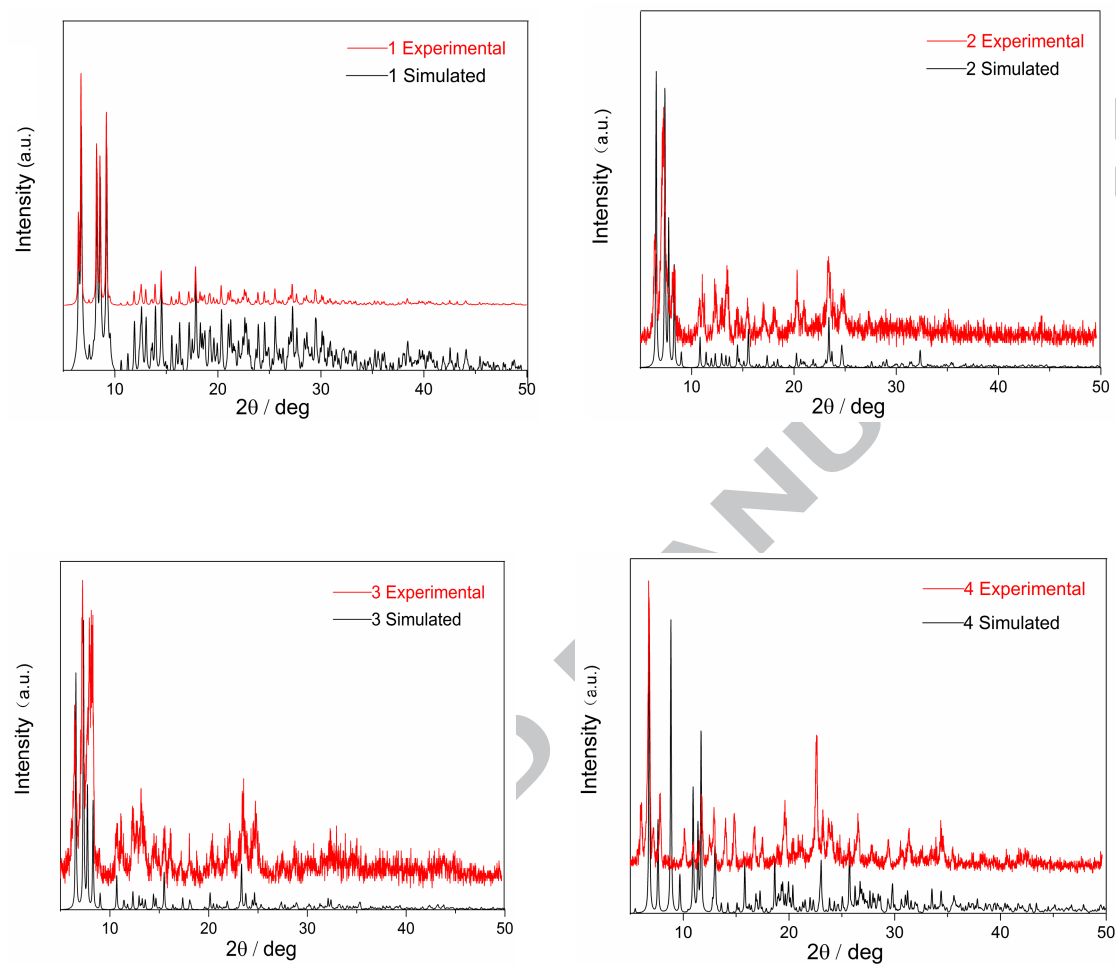 1 Experimental
1 Simulated
Intensity (a.u.)
10 20 30 40 50
2θ / deg
2 Experimental
2 Simulated
Intensity（a.u.）
10 20 30 40 50
2θ / deg
3 Experimental
3 Simulated
Intensity（a.u.）
10 20 30 40 50
2θ / deg
4 Experimental
4 Simulated
Intensity（a.u.）
10 20 30 40 50
2θ / deg